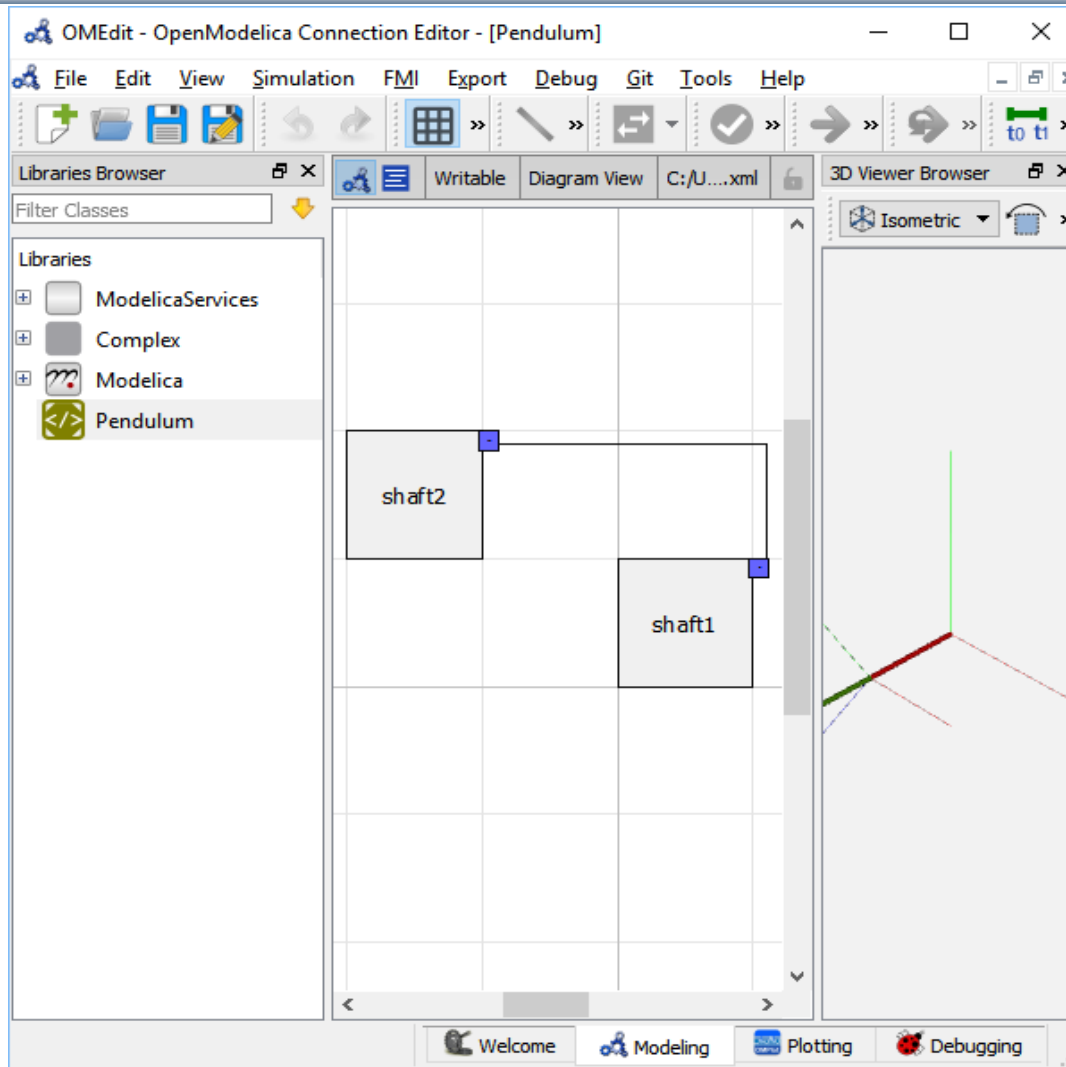 OMEdit - OpenModelica Connection Editor - [Pendulum]
File Edit View Simulation FMI Export Debug Git Tools Help
» » » » » t0 t1
Libraries Browser
Writable Diagram View C:/U...xml
3D Viewer Browser
Filter Classes
Isometric
Libraries
ModelicaServices
Complex
Modelica
</> Pendulum
shaft2
shaft1
Welcome Modeling Plotting Debugging